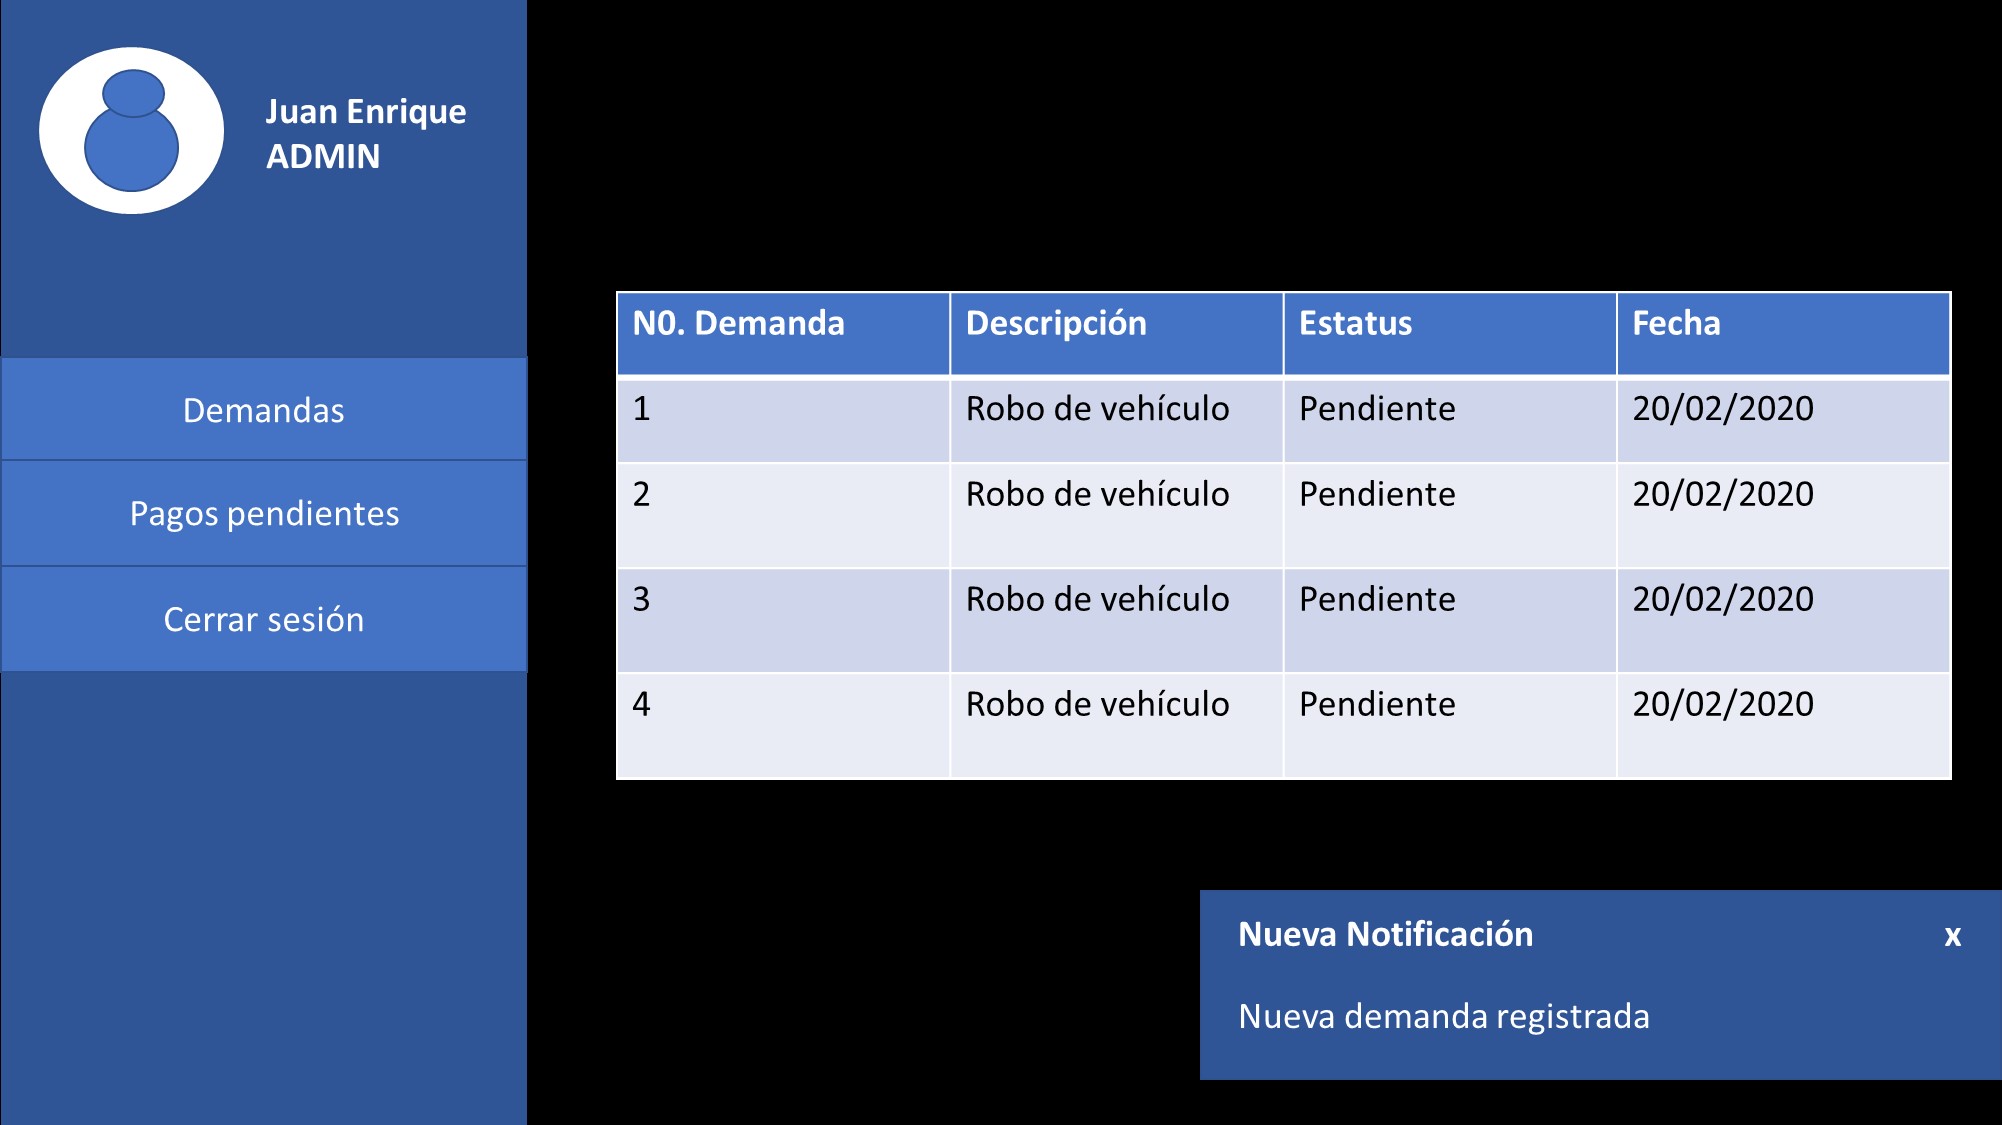 Juan Enrique
ADMIN
Demandas
Pagos pendientes
Cerrar sesión
N0. Demanda Descripción Estatus Fecha
1 Robo de vehículo Pendiente 20/02/2020
2 Robo de vehículo Pendiente 20/02/2020
3 Robo de vehículo Pendiente 20/02/2020
4 Robo de vehículo Pendiente 20/02/2020
Nueva Notificación x
Nueva demanda registrada